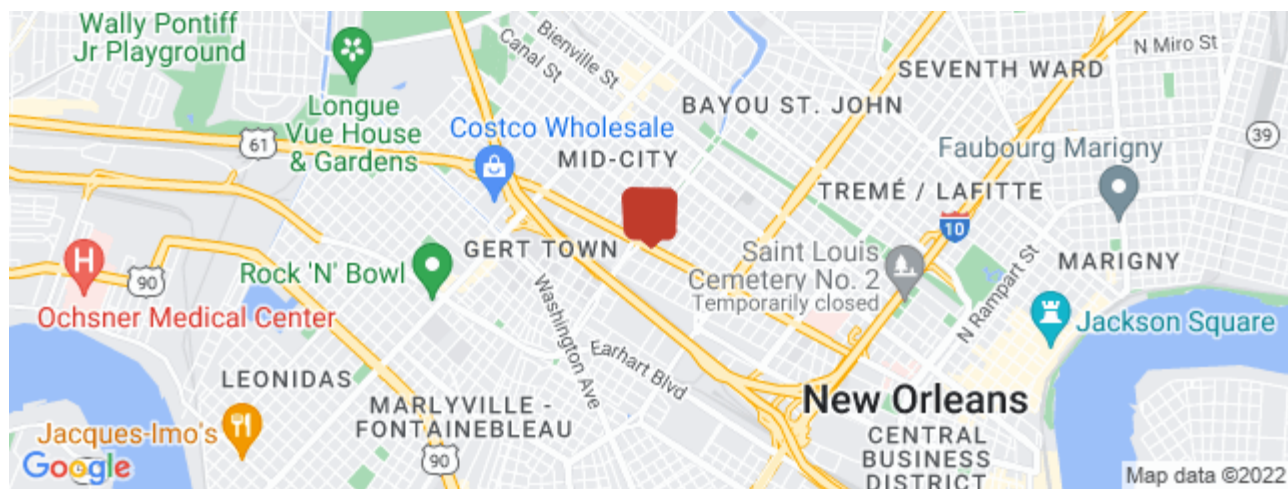 Wally Pontiff
Jr Playground
Bienville St
Canal St
N Miro St
SEVENTH WARD
Longue
Vue House
& Gardens
61
Costco Wholesale
BAYOU ST. JOHN
39
MID-CITY
Faubourg Marigny
TREMÉ / LAFITTE
10
H
90
Rock 'N' Bowl
GERT TOWN
Saint Louis
Cemetery No. 2
Temporarily closed
MARIGNY
N Rampart St
Ochsner Medical Center
Washington Ave
Earhart Blvd
Jackson Square
LEONIDAS
MARLYVILLE -
FONTAINEBLEAU
New Orleans
Jacques-Imo's
90
CENTRAL
BUSINESS
DISTRICT
Google
Map data ©2022